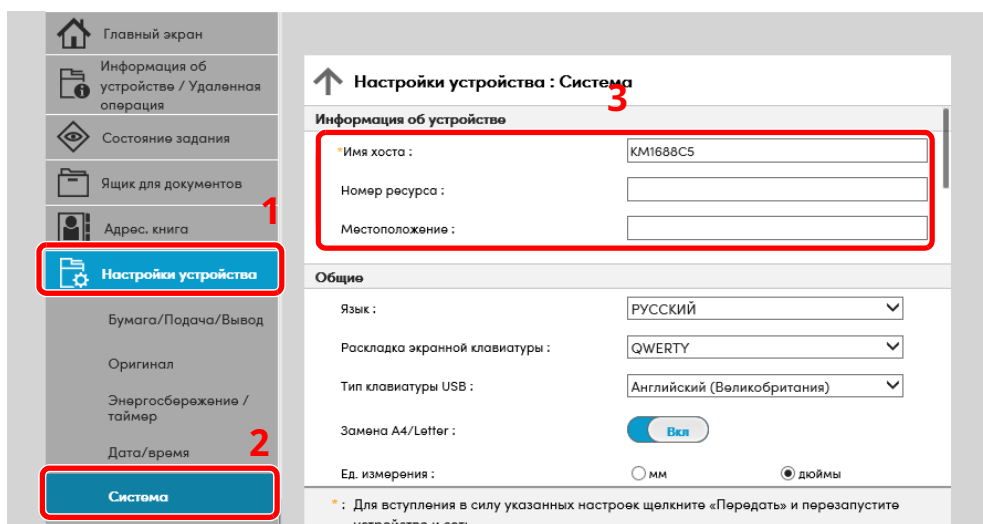 Главный экран
Информация об
устройстве / Удаленная
операция
Состояние задания
Ящик для документов
1
Адрес. книга
Настройки устройства
Бумага/Подача/Вывод
Оригинал
Энергосбережение /
таймер
2
Дата/время
Система
Настройки устройства : Система
3
Информация об устройстве
*Имя хоста : KM1688C5
Номер ресурса :
Местоположение :
Общие
Язык : РУССКИЙ
Раскладка экранной клавиатуры : QWERTY
Тип клавиатуры USB : Английский (Великобритания)
Замена A4/Letter : Вкл
Ед. измерения : мм дюймы
* : Для вступления в силу указанных настроек щелкните «Передать» и перезапустите